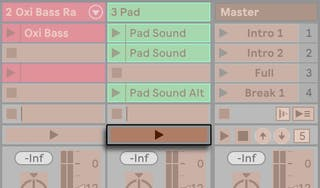 2 Oxi Bass Ra 3 Pad Master
Oxi Bass Pad Sound Intro 1 1
Pad Sound Intro 2 2
Full 3
Pad Sound Alt Break 1 4
5
-Inf 0 -Inf 0 -Inf 0
12